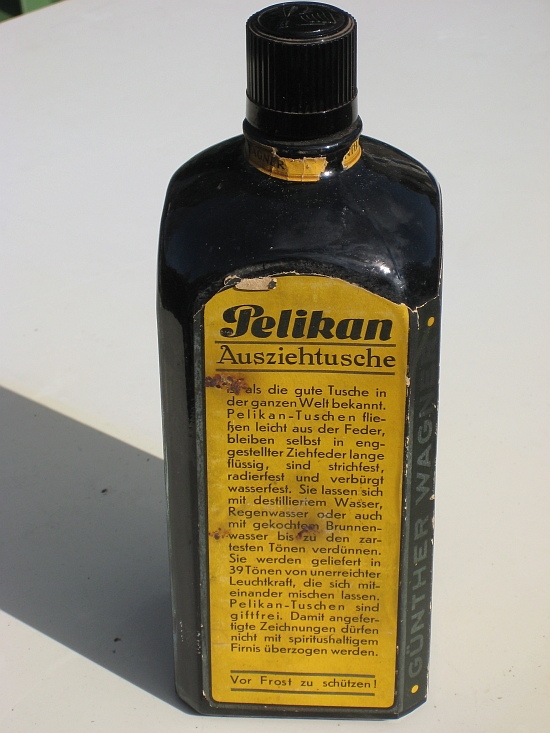 Pelikan
Ausziehtusche
als die gute Tusche in
der ganzen Welt bekannt.
Pelikan-Tuschen flie-
ßen leicht aus der Feder,
bleiben selbst in eng-
gestellter Ziehfeder lange
flüssig, sind strichfest,
radierfest und verbürgt
wasserfest. Sie lassen sich
mit destilliertem Wasser,
Regenwasser oder auch
mit gekochtem Brunnen-
wasser bis zu den zar-
testen Tönen verdünnen.
Sie werden geliefert in
39 Tönen von unerreichter
Leuchtkraft, die sich mit-
einander mischen lassen.
Pelikan-Tuschen sind
giftfrei. Damit angefer-
tigte Zeichnungen dürfen
nicht mit spiritushaltigem
Firnis überzogen werden.
Vor Frost zu schützen!
GÜNTHER WAGNER